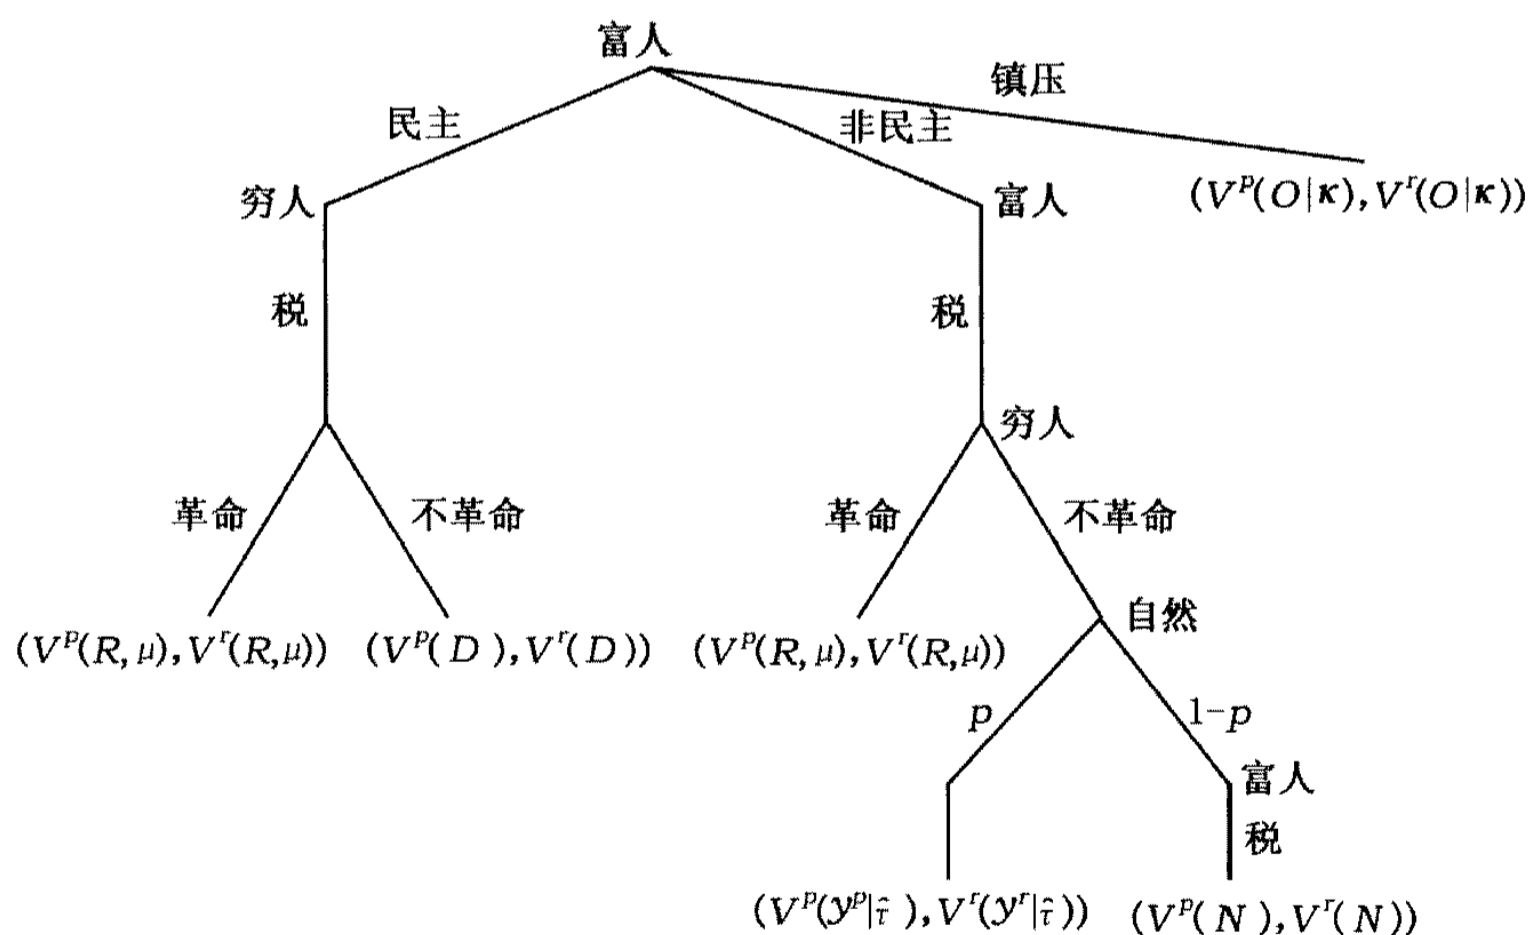 富人
镇压
民主
非民主
(V^p(O|κ),V^r(O|κ))
穷人
富人
税
税
穷人
革命
不革命
革命
不革命
自然
(V^p(R,μ),V^r(R,μ))
(V^p(D),V^r(D))
(V^p(R,μ),V^r(R,μ))
p
1-p
富人
税
(V^p(y^p|τ̂),V^r(y^r|τ̂))
(V^p(N),V^r(N))